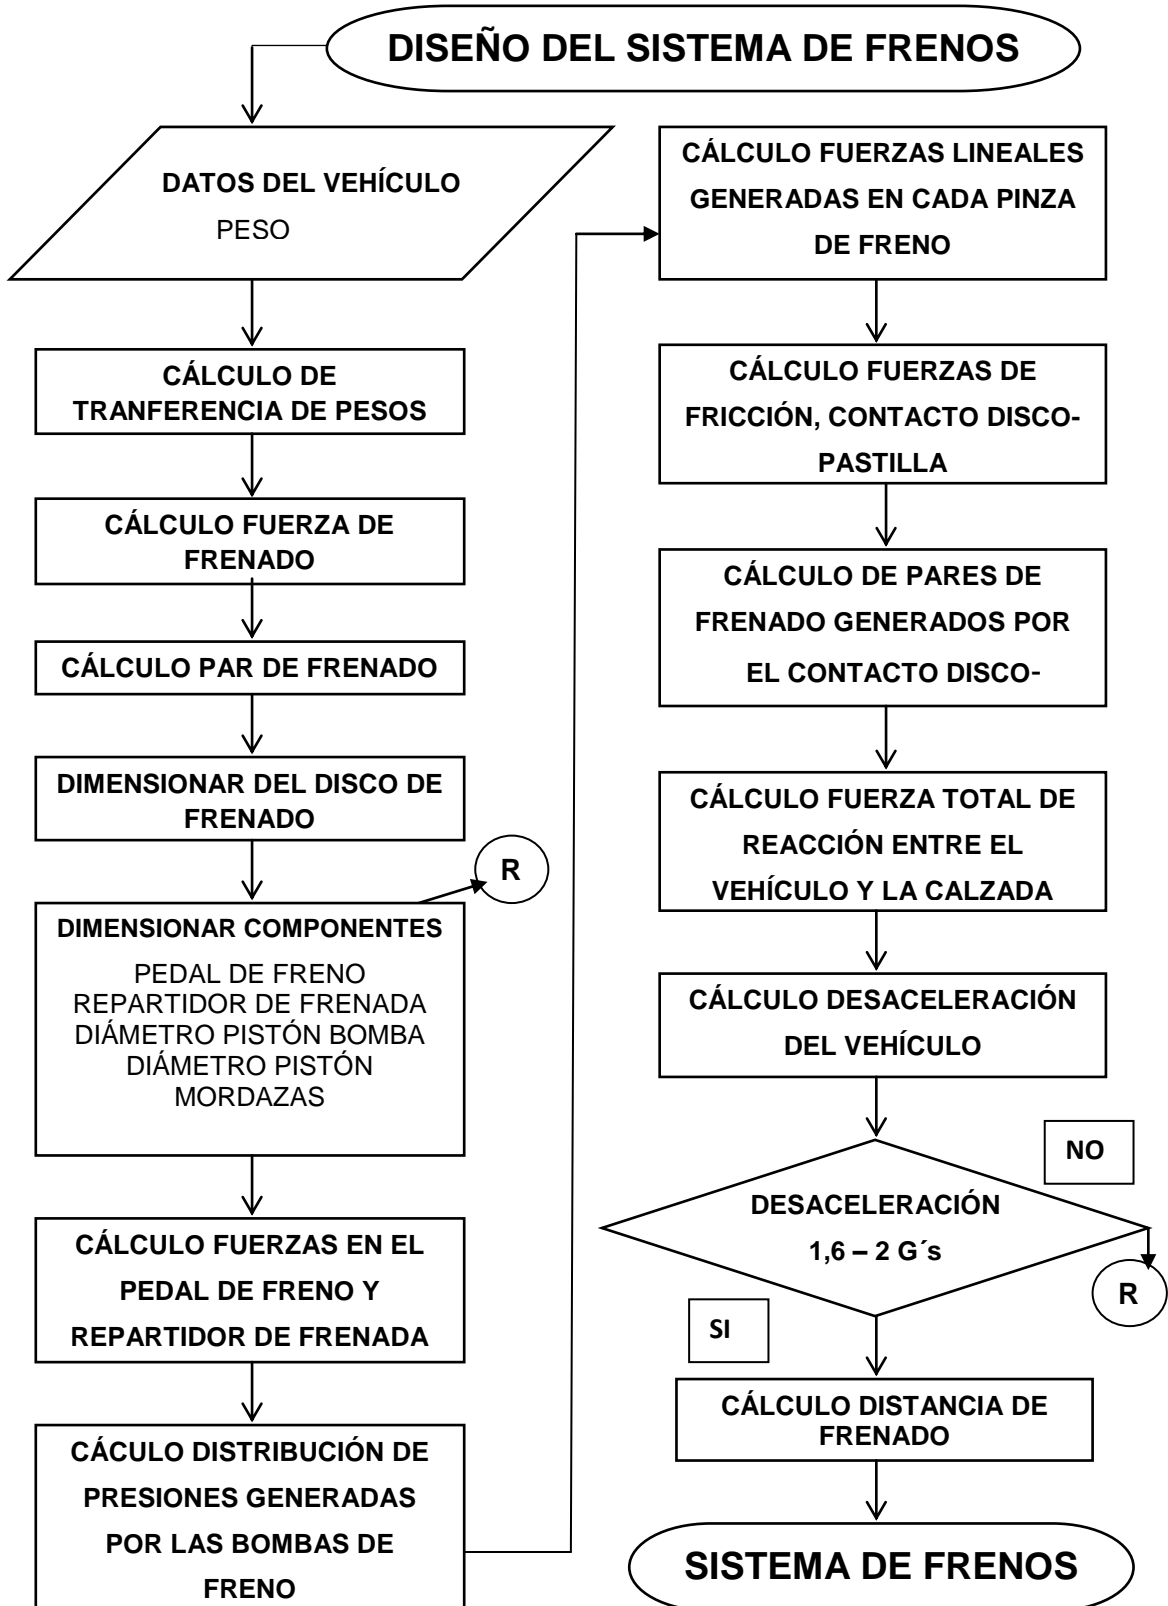 DISEÑO DEL SISTEMA DE FRENOS
DATOS DEL VEHÍCULO
PESO
CÁLCULO DE
TRANFERENCIA DE PESOS
CÁLCULO FUERZA DE
FRENADO
CÁLCULO PAR DE FRENADO
DIMENSIONAR DEL DISCO DE
FRENADO
R
DIMENSIONAR COMPONENTES
PEDAL DE FRENO
REPARTIDOR DE FRENADA
DIÁMETRO PISTÓN BOMBA
DIÁMETRO PISTÓN
MORDAZAS
CÁLCULO FUERZAS EN EL
PEDAL DE FRENO Y
REPARTIDOR DE FRENADA
CÁCULO DISTRIBUCIÓN DE
PRESIONES GENERADAS
POR LAS BOMBAS DE
FRENO
CÁLCULO FUERZAS LINEALES
GENERADAS EN CADA PINZA
DE FRENO
CÁLCULO FUERZAS DE
FRICCIÓN, CONTACTO DISCO-
PASTILLA
CÁLCULO DE PARES DE
FRENADO GENERADOS POR
EL CONTACTO DISCO-
CÁLCULO FUERZA TOTAL DE
REACCIÓN ENTRE EL
VEHÍCULO Y LA CALZADA
CÁLCULO DESACELERACIÓN
DEL VEHÍCULO
NO
DESACELERACIÓN
1,6 – 2 G´s
R
SI
CÁLCULO DISTANCIA DE
FRENADO
SISTEMA DE FRENOS